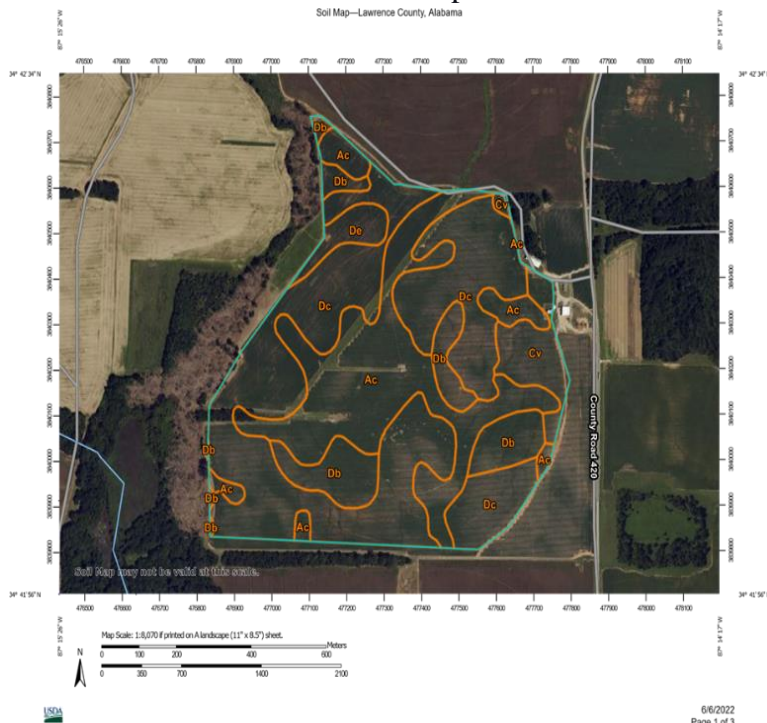 Soil Map—Lawrence County, Alabama
87° 15' 26" W
87° 14' 17" W
476500 476600 476700 476800 476900 477000 477100 477200 477300 477400 477500 477600 477700 477800 477900 478000 478100
34° 42' 34" N
34° 42' 34" N
Db
Ac
Db
Cv
De
Ac
Dc
Dc
Ac
Cv
Db
Ac
County Road 420
Db
Db
Ac
Db
Ac
Db
Dc
Db
Ac
Soil Map may not be valid at this scale.
34° 41' 56" N
476500 476600 476700 476800 476900 477000 477100 477200 477300 477400 477500 477600 477700 477800 477900 478000 478100
87° 15' 26" W
87° 14' 17" W
Map Scale: 1:8,070 if printed on A landscape (11" x 8.5") sheet.
Meters
0 100 200 400 600
N
0 350 700 1400 2100
USDA
6/6/2022
Page 1 of 3